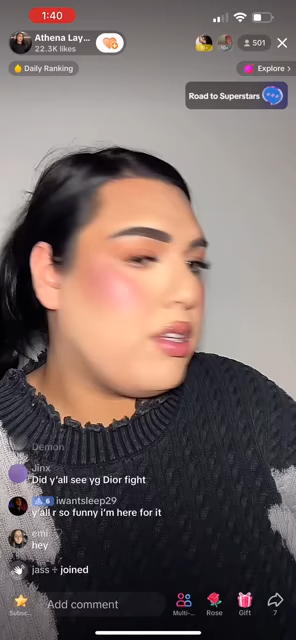 1:40
Athena Lay...
22.3K likes
501
Daily Ranking
Explore >
Road to Superstars
Demon
Jinx
Did y'all see yg Dior fight
6 iwantsleep29
y'all r so funny i'm here for it
emi
hey
jass ÷ joined
Subsc...
Add comment
Multi-...
Rose
Gift
7